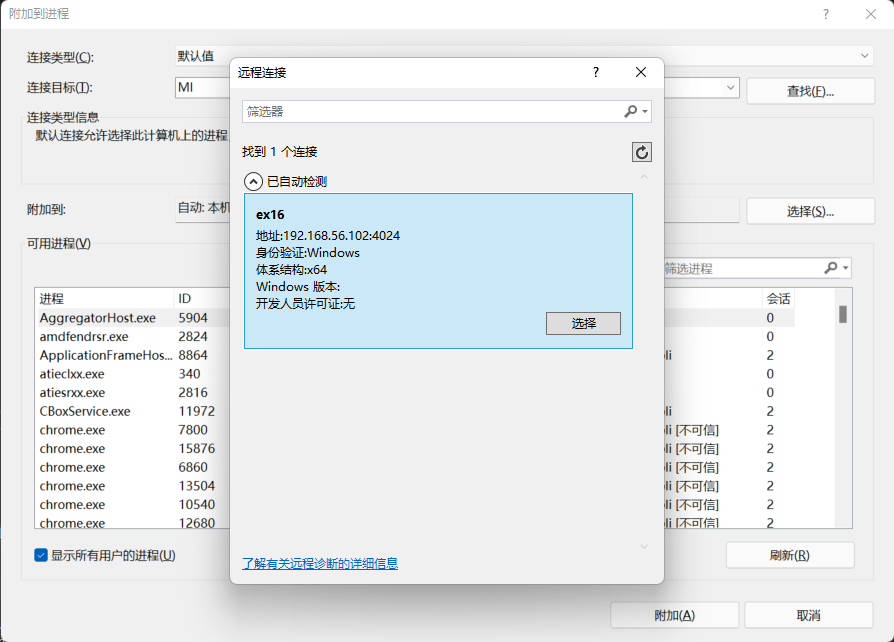 附加到进程
连接类型(C):
默认值
连接目标(T):
MI
查找(F)...
连接类型信息
默认连接允许选择此计算机上的进程
附加到:
自动: 本机
选择(S)...
可用进程(V)
筛选进程
进程 ID 会话
AggregatorHost.exe 5904 0
amdfendrsr.exe 2824 0
ApplicationFrameHos... 8864 li 2
atieclxx.exe 340 0
atiesrxx.exe 2816 0
CBoxService.exe 11972 li 2
chrome.exe 7800 li [不可信] 2
chrome.exe 15876 li [不可信] 2
chrome.exe 6860 li [不可信] 2
chrome.exe 13504 li [不可信] 2
chrome.exe 10540 li [不可信] 2
chrome.exe 12680 li [不可信] 2
显示所有用户的进程(U)
刷新(R)
附加(A)
取消
远程连接
筛选器
找到 1 个连接
已自动检测
ex16
地址:192.168.56.102:4024
身份验证:Windows
体系结构:x64
Windows 版本:
开发人员许可证:无
选择
了解有关远程诊断的详细信息